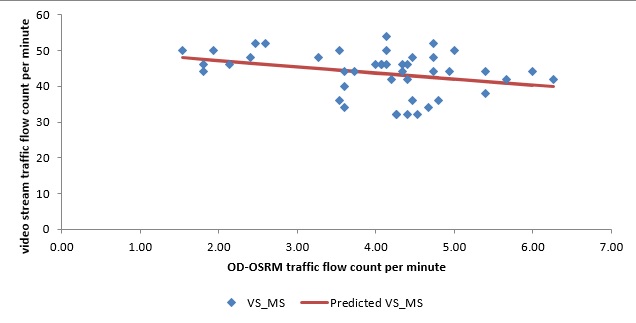 60
50
40
30
20
10
0
video stream traffic flow count per minute
0.00 1.00 2.00 3.00 4.00 5.00 6.00 7.00
OD-OSRM traffic flow count per minute
VS_MS Predicted VS_MS